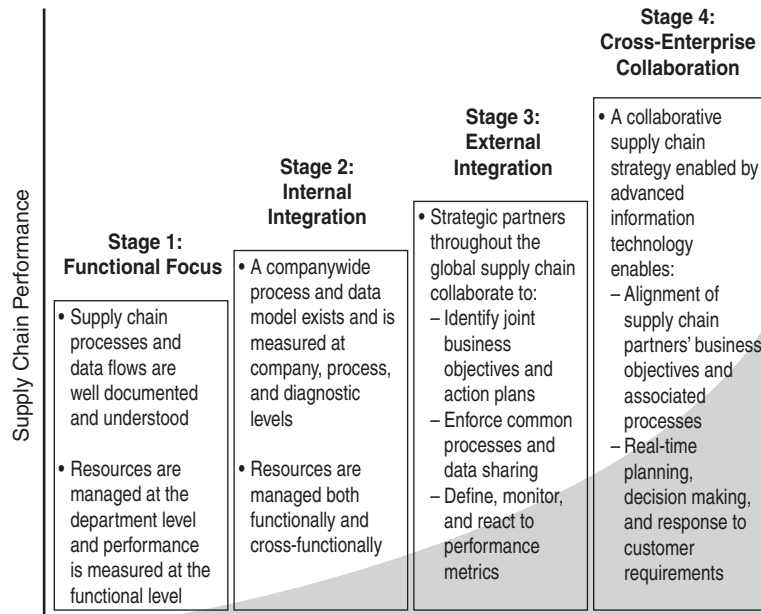 Supply Chain Performance
Stage 1:
Functional Focus
• Supply chain
processes and
data flows are
well documented
and understood
• Resources are
managed at the
department level
and performance
is measured at the
functional level
Stage 2:
Internal
Integration
• A companywide
process and data
model exists and is
measured at
company, process,
and diagnostic
levels
• Resources are
managed both
functionally and
cross-functionally
Stage 3:
External
Integration
• Strategic partners
throughout the
global supply chain
collaborate to:
– Identify joint
business
objectives and
action plans
– Enforce common
processes and
data sharing
– Define, monitor,
and react to
performance
metrics
Stage 4:
Cross-Enterprise
Collaboration
• A collaborative
supply chain
strategy enabled by
advanced
information
technology
enables:
– Alignment of
supply chain
partners’ business
objectives and
associated
processes
– Real-time
planning,
decision making,
and response to
customer
requirements